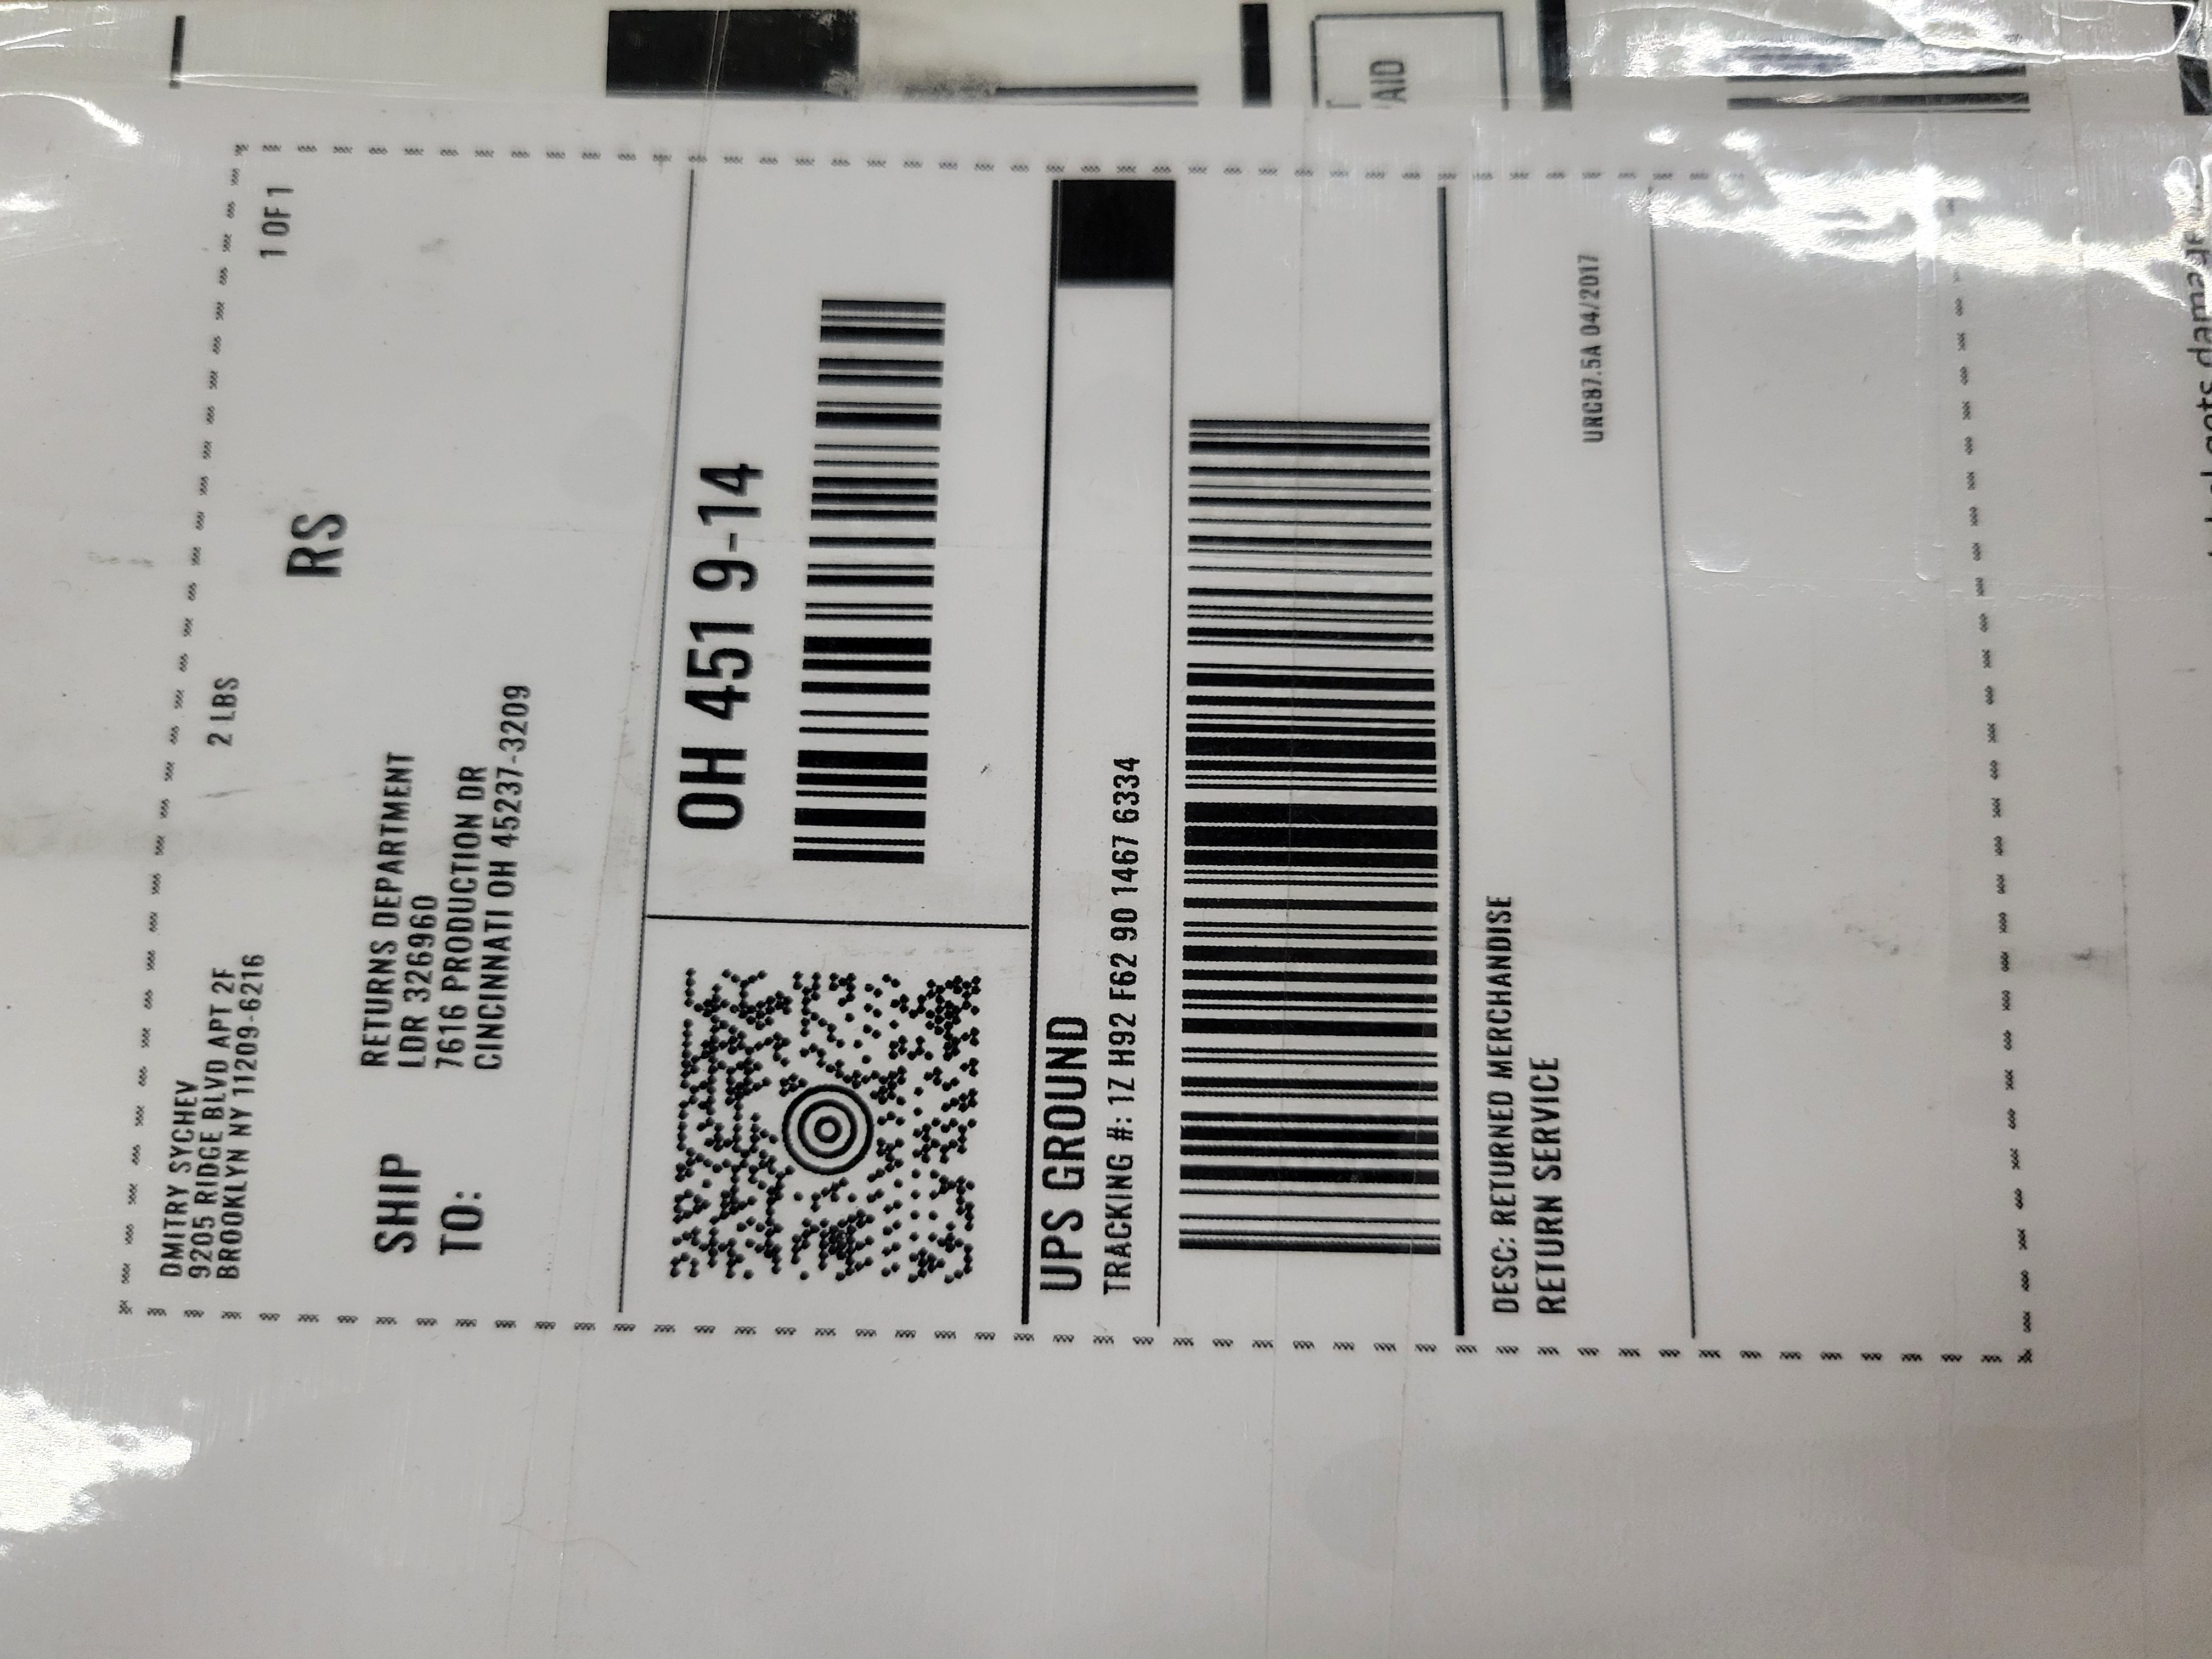 DMITRY SYCHEV
9205 RIDGE BLVD APT 2F
BROOKLYN NY 11209-6216
2 LBS
1 OF 1
RS
SHIP
TO:
RETURNS DEPARTMENT
LDR 326960
7616 PRODUCTION DR
CINCINNATI OH 45237-3209
OH 451 9-14
UPS GROUND
TRACKING #: 1Z H92 F62 90 1467 6334
DESC: RETURNED MERCHANDISE
RETURN SERVICE
URC87.5A 04/2017